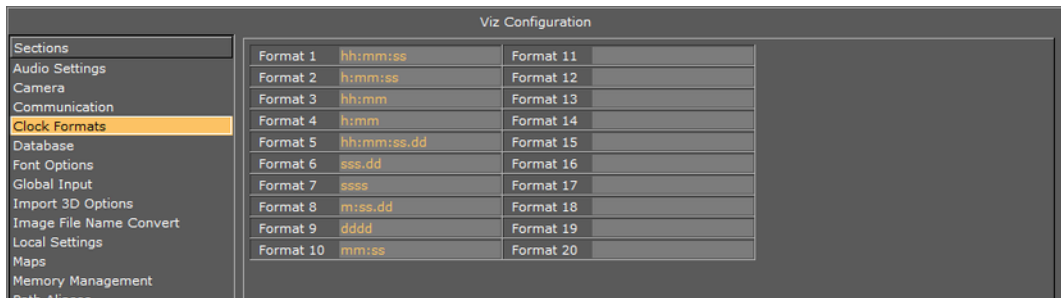 Viz Configuration
Sections
Audio Settings
Camera
Communication
Clock Formats
Database
Font Options
Global Input
Import 3D Options
Image File Name Convert
Local Settings
Maps
Memory Management
Path Aliases
Format 1 hh:mm:ss Format 11
Format 2 h:mm:ss Format 12
Format 3 hh:mm Format 13
Format 4 h:mm Format 14
Format 5 hh:mm:ss.dd Format 15
Format 6 sss.dd Format 16
Format 7 ssss Format 17
Format 8 m:ss.dd Format 18
Format 9 dddd Format 19
Format 10 mm:ss Format 20